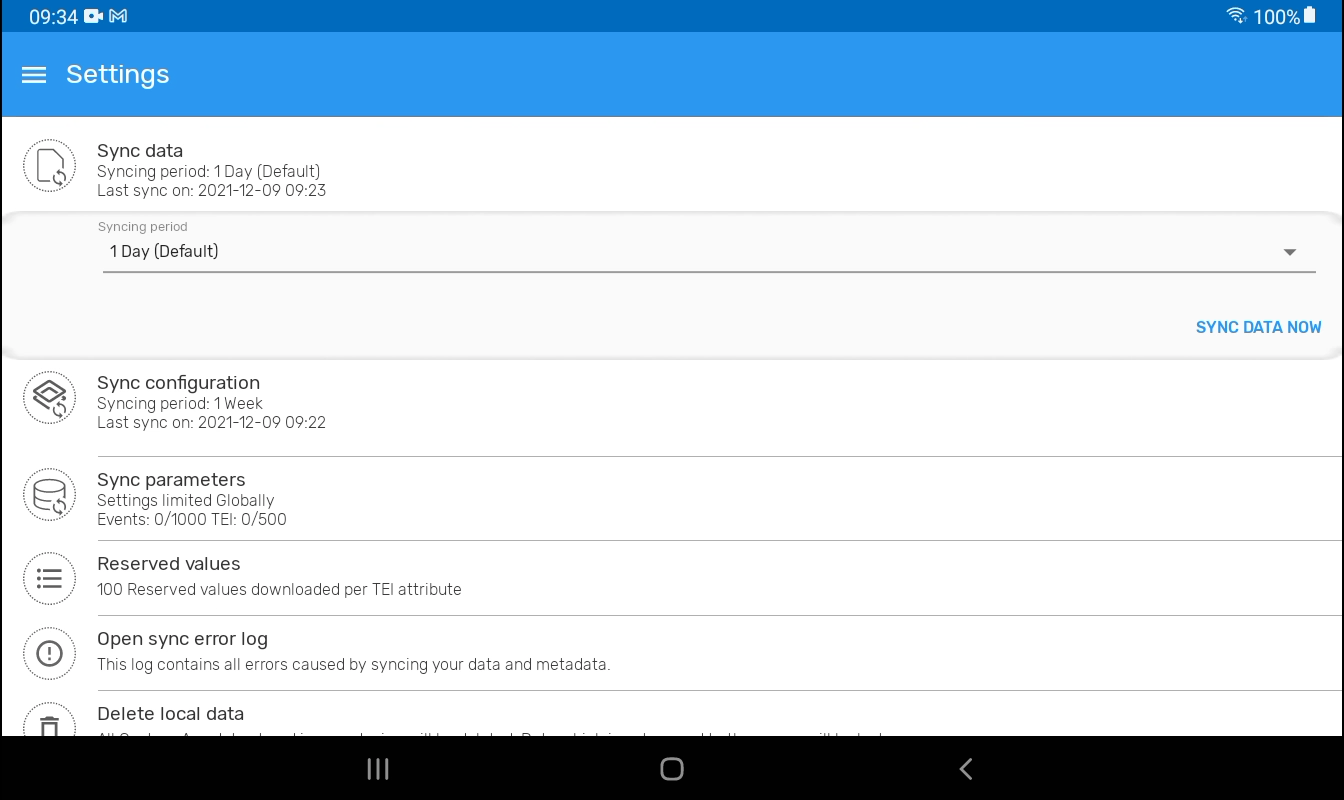 09:34
100%
Settings
Sync data
Syncing period: 1 Day (Default)
Last sync on: 2021-12-09 09:23
Syncing period
1 Day (Default)
SYNC DATA NOW
Sync configuration
Syncing period: 1 Week
Last sync on: 2021-12-09 09:22
Sync parameters
Settings limited Globally
Events: 0/1000 TEI: 0/500
Reserved values
100 Reserved values downloaded per TEI attribute
Open sync error log
This log contains all errors caused by syncing your data and metadata.
Delete local data